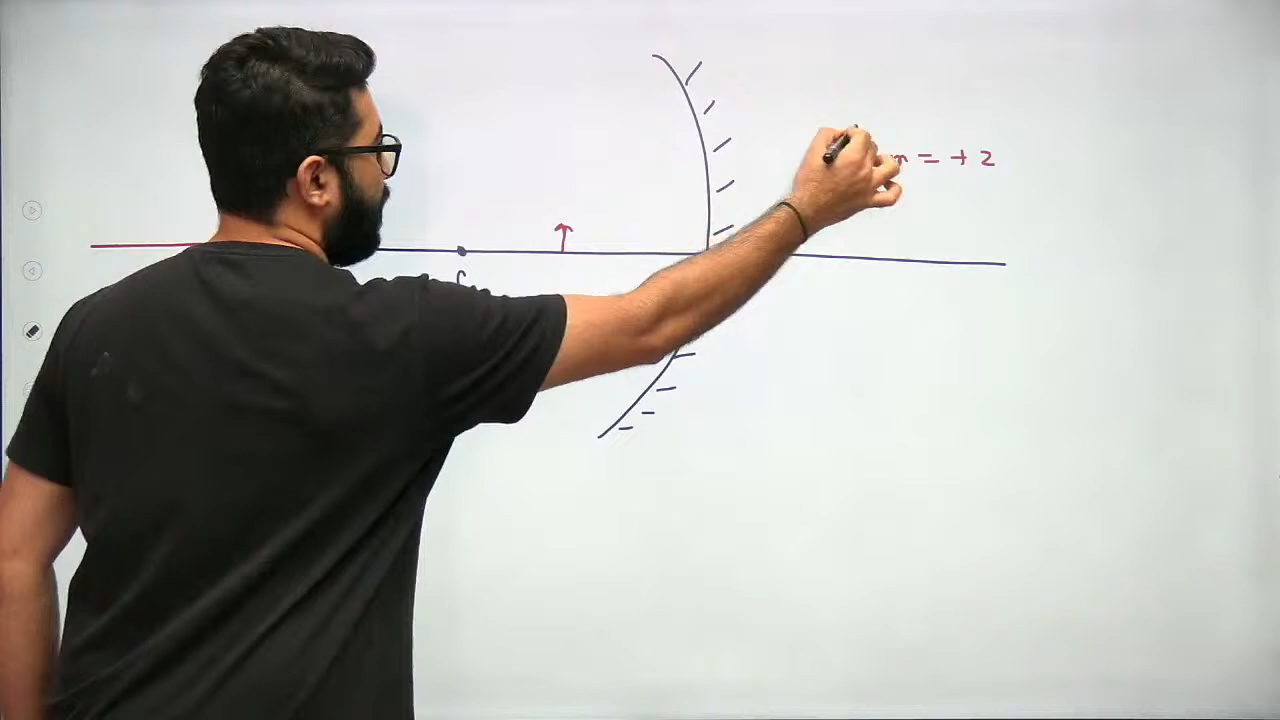 m = + 2